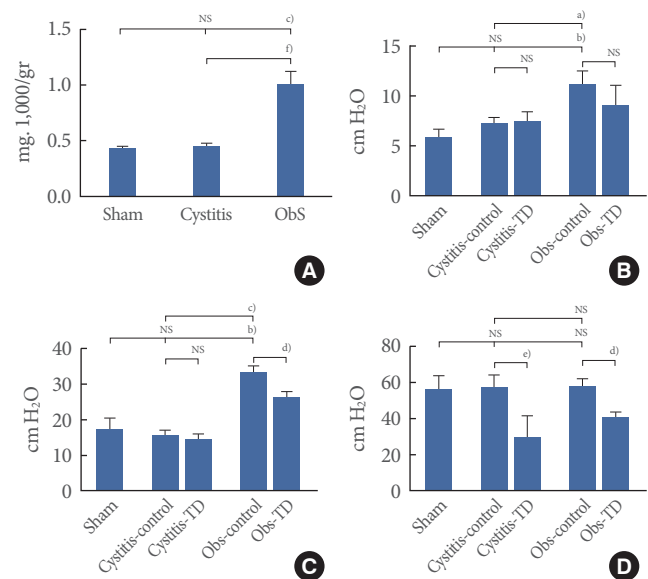 c)
NS
f)
1.5
1.0
0.5
0.0
mg. 1,000/gr
Sham
Cystitis
ObS
A
a)
NS
b)
NS
NS
15
10
5
0
cm H₂O
Sham
Cystitis-control
Cystitis-TD
Obs-control
Obs-TD
B
c)
NS
b)
NS
d)
40
30
20
10
0
cm H₂O
Sham
Cystitis-control
Cystitis-TD
Obs-control
Obs-TD
C
NS
NS
NS
e)
d)
80
60
40
20
0
cm H₂O
Sham
Cystitis-control
Cystitis-TD
Obs-control
Obs-TD
D